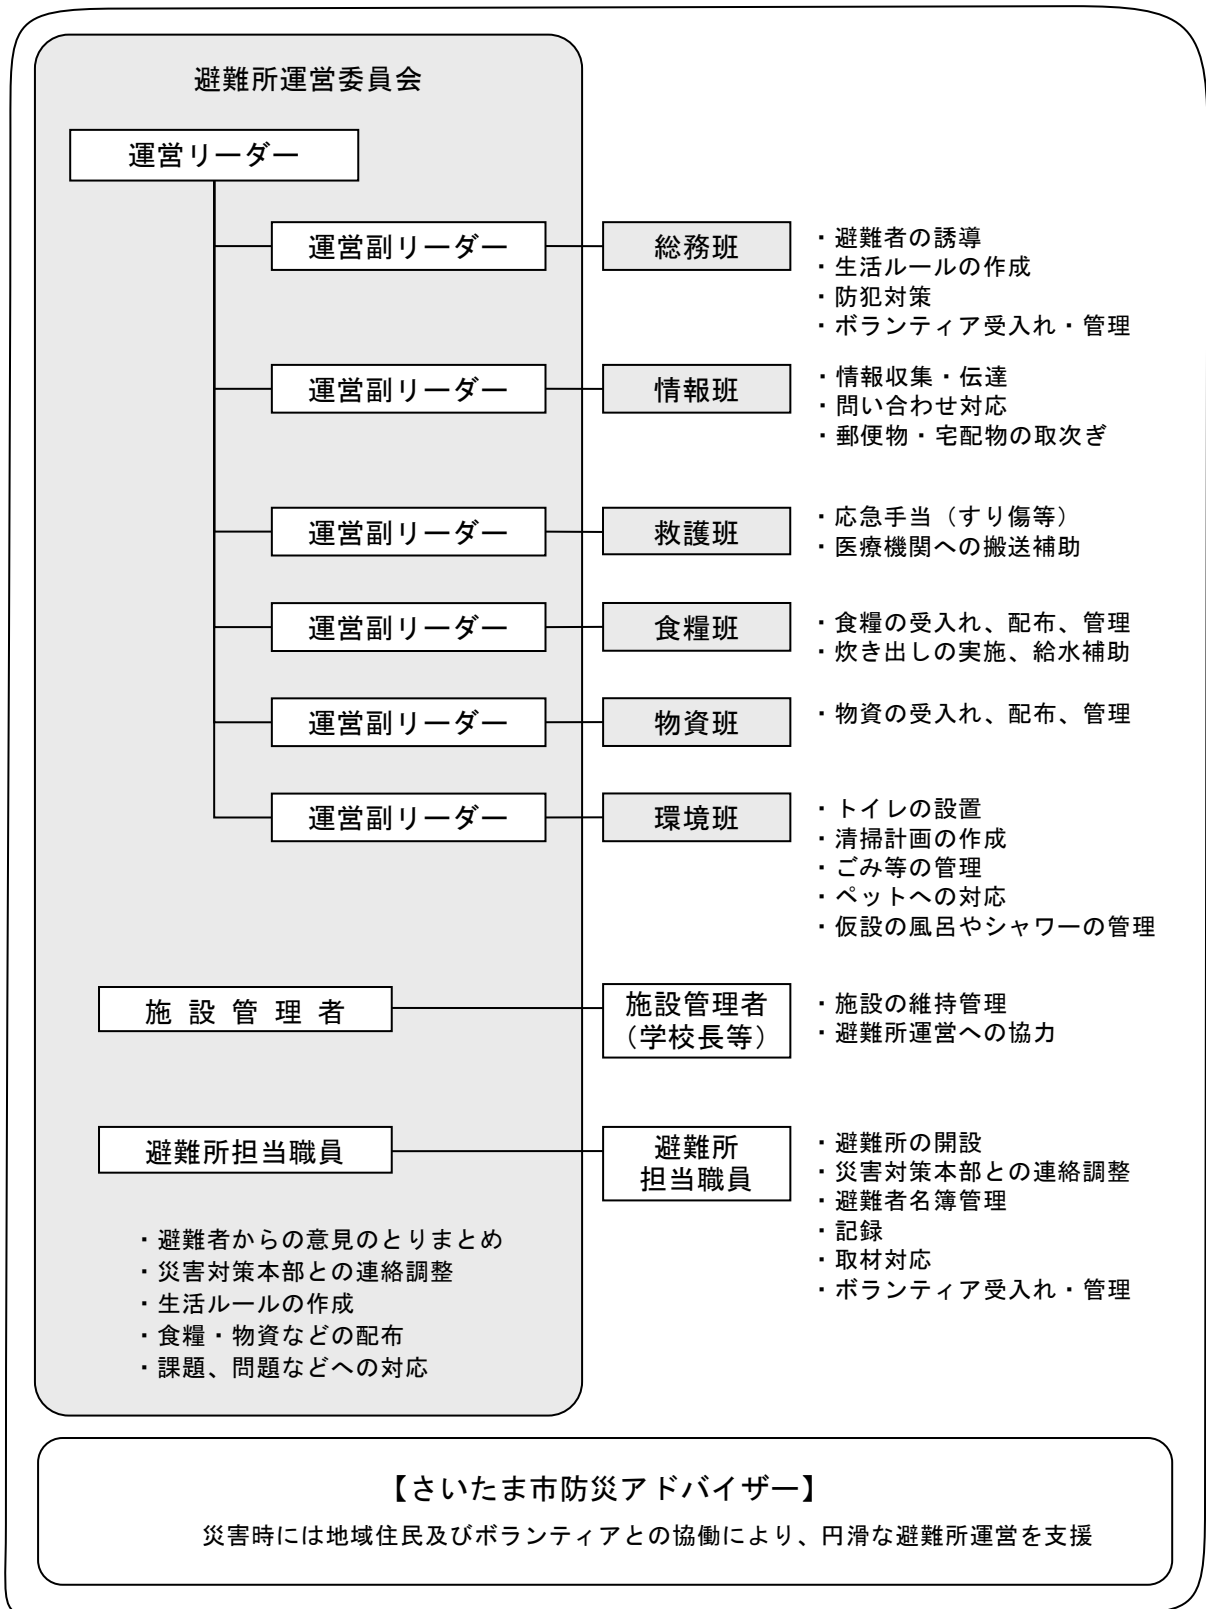 避難所運営委員会
運営リーダー
運営副リーダー
総務班
・避難者の誘導
・生活ルールの作成
・防犯対策
・ボランティア受入れ・管理
運営副リーダー
情報班
・情報収集・伝達
・問い合わせ対応
・郵便物・宅配物の取次ぎ
運営副リーダー
救護班
・応急手当（すり傷等）
・医療機関への搬送補助
運営副リーダー
食糧班
・食糧の受入れ、配布、管理
・炊き出しの実施、給水補助
運営副リーダー
物資班
・物資の受入れ、配布、管理
運営副リーダー
環境班
・トイレの設置
・清掃計画の作成
・ごみ等の管理
・ペットへの対応
・仮設の風呂やシャワーの管理
施設管理者
施設管理者
（学校長等）
・施設の維持管理
・避難所運営への協力
避難所担当職員
避難所
担当職員
・避難所の開設
・災害対策本部との連絡調整
・避難者名簿管理
・記録
・取材対応
・ボランティア受入れ・管理
・避難者からの意見のとりまとめ
・災害対策本部との連絡調整
・生活ルールの作成
・食糧・物資などの配布
・課題、問題などへの対応
【さいたま市防災アドバイザー】
災害時には地域住民及びボランティアとの協働により、円滑な避難所運営を支援